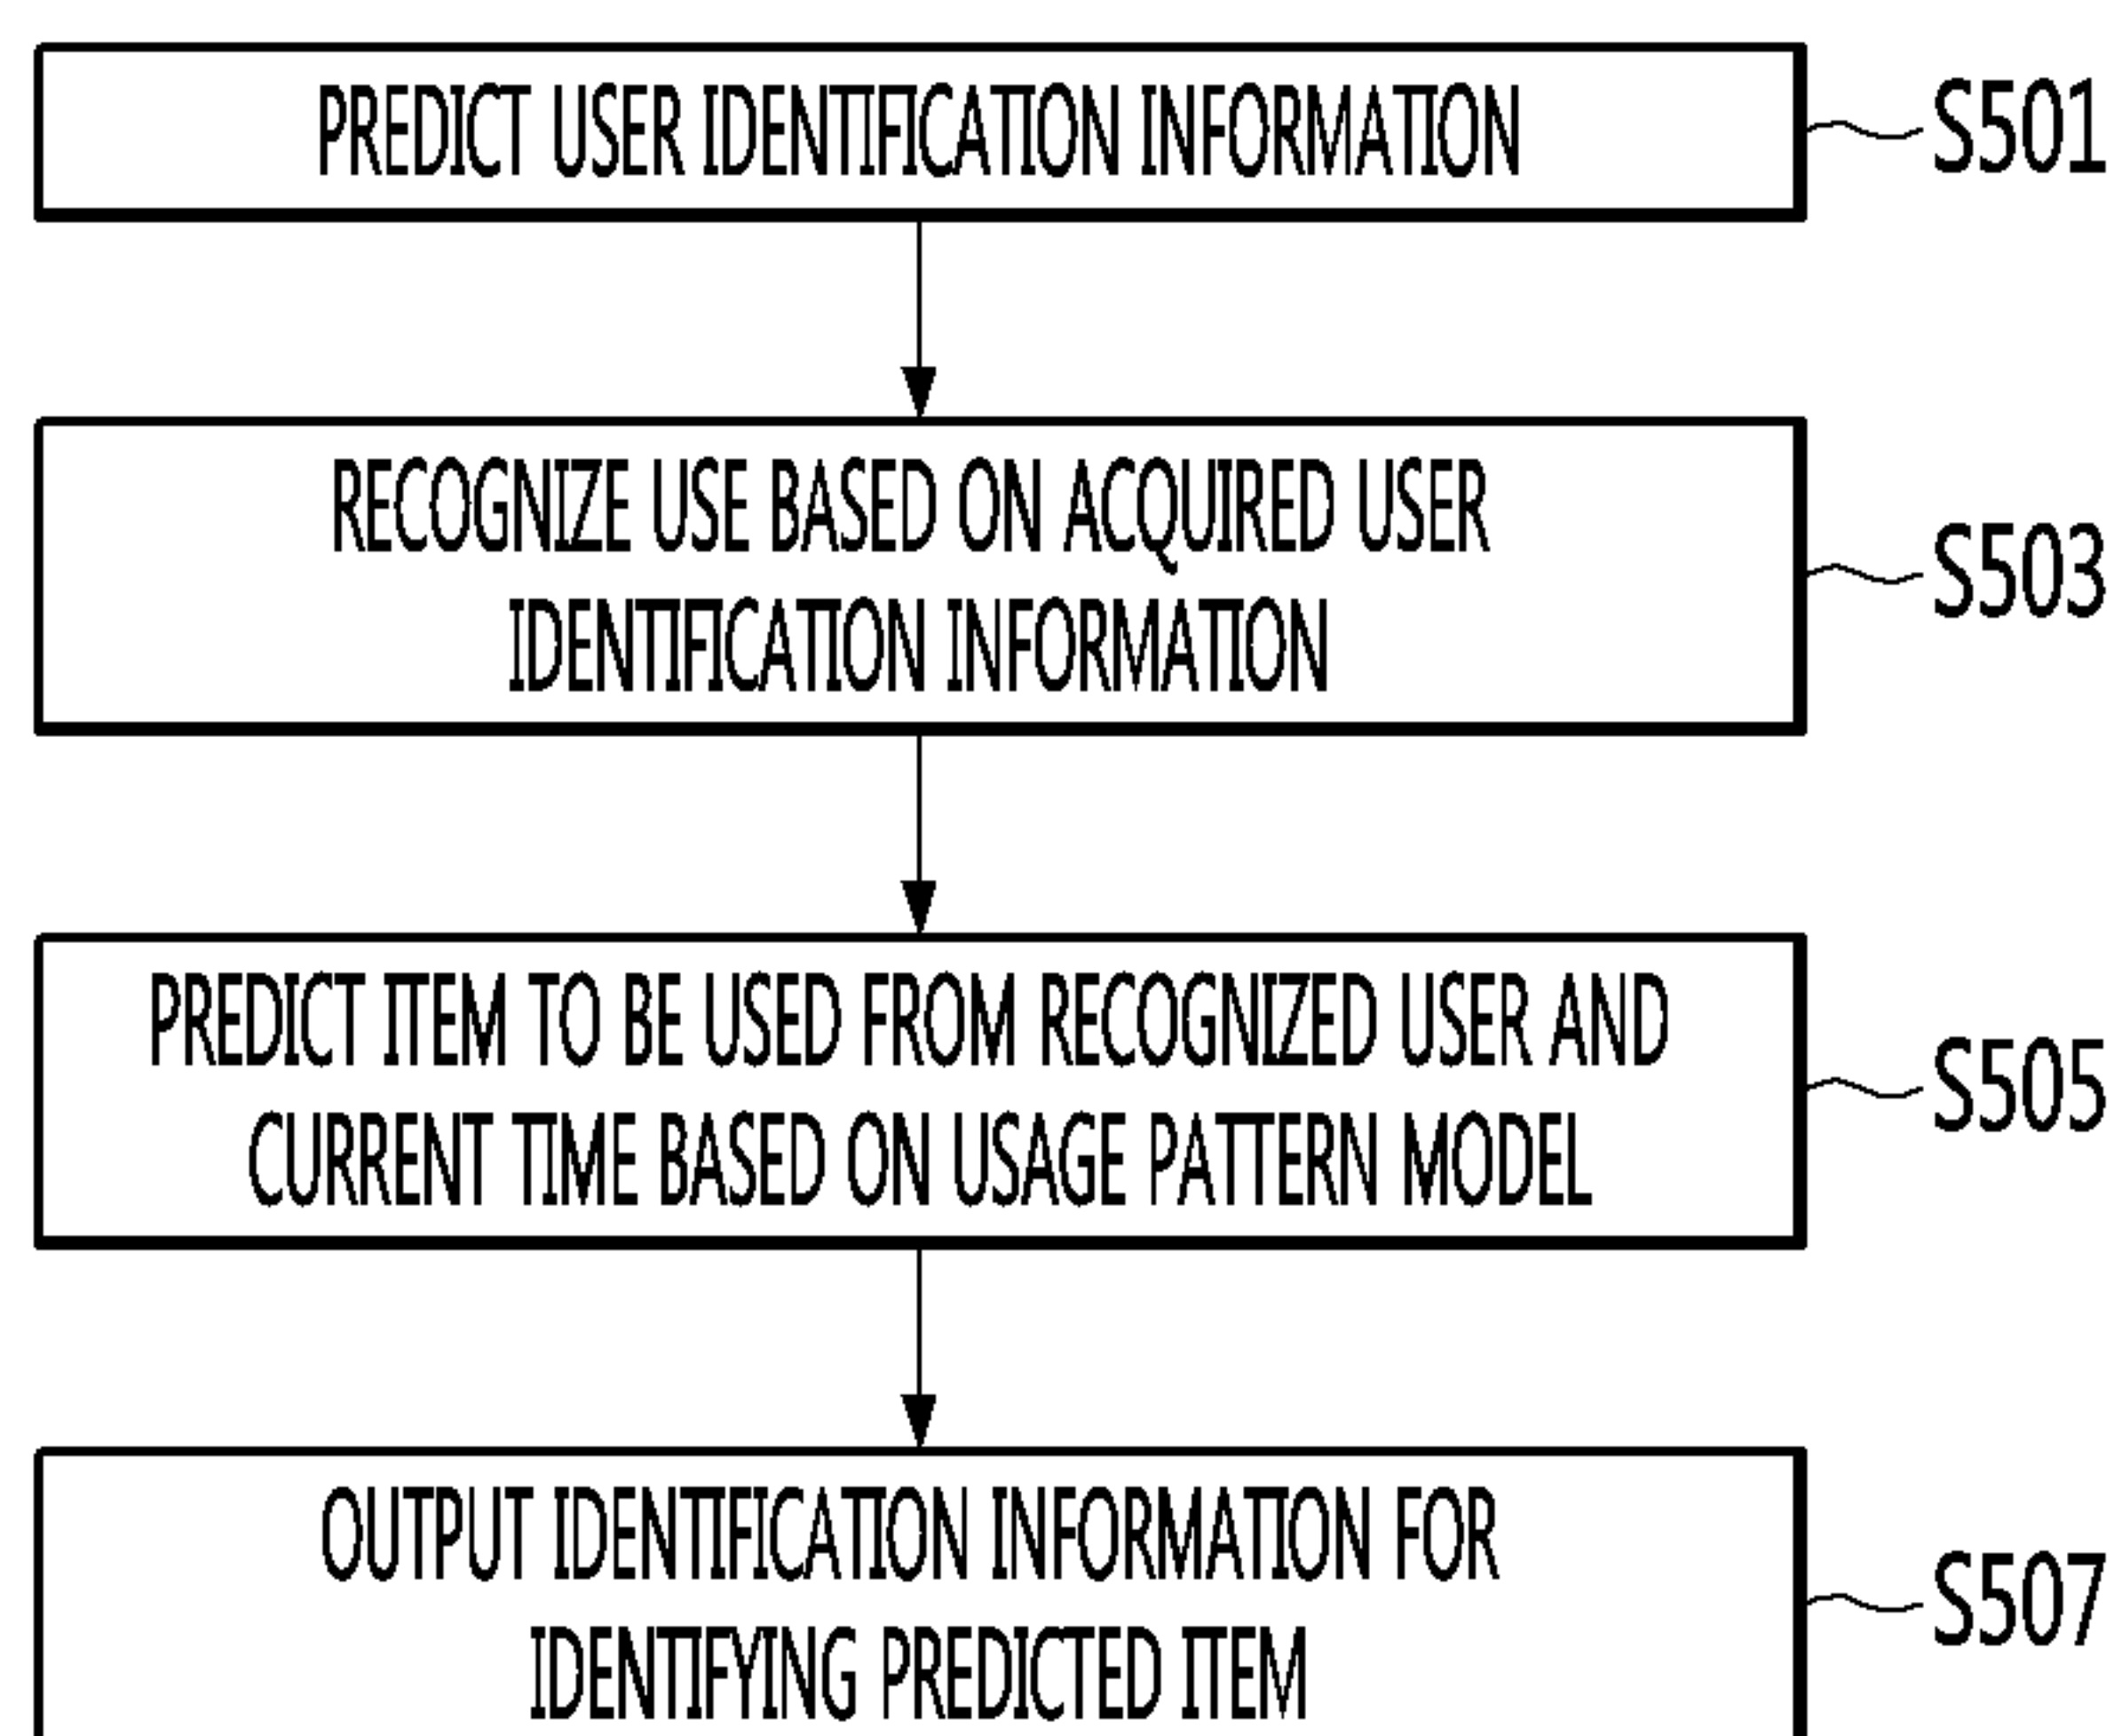 PREDICT USER IDENTIFICATION INFORMATION
S501
RECOGNIZE USE BASED ON ACQUIRED USER
IDENTIFICATION INFORMATION
S503
PREDICT ITEM TO BE USED FROM RECOGNIZED USER AND
CURRENT TIME BASED ON USAGE PATTERN MODEL
S505
OUTPUT IDENTIFICATION INFORMATION FOR
IDENTIFYING PREDICTED ITEM
S507